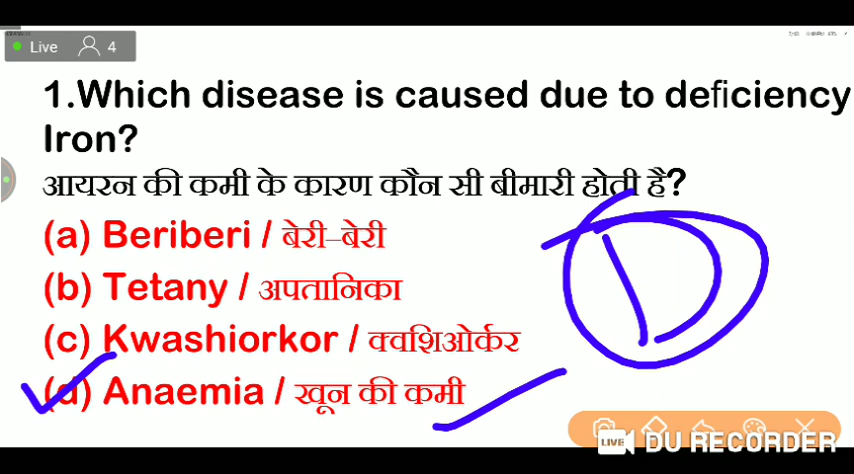 Live 4
1.Which disease is caused due to deficiency
Iron?
आयरन की कमी के कारण कौन सी बीमारी होती है?
(a) Beriberi / बेरी-बेरी
(b) Tetany / अपतानिका
(c) Kwashiorkor / क्वशिओर्कर
(d) Anaemia / खून की कमी
D
LIVE DU RECORDER